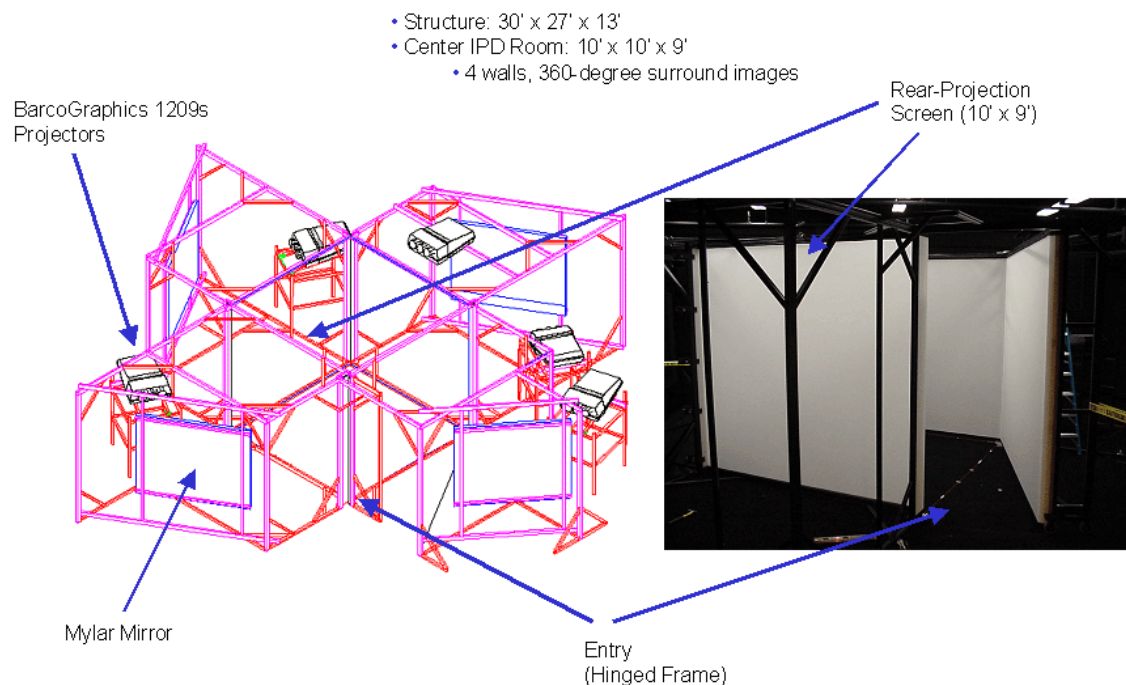 • Structure: 30' x 27' x 13'
• Center IPD Room: 10' x 10' x 9'
• 4 walls, 360-degree surround images
BarcoGraphics 1209s
Projectors
Rear-Projection
Screen (10' x 9')
Mylar Mirror
Entry
(Hinged Frame)